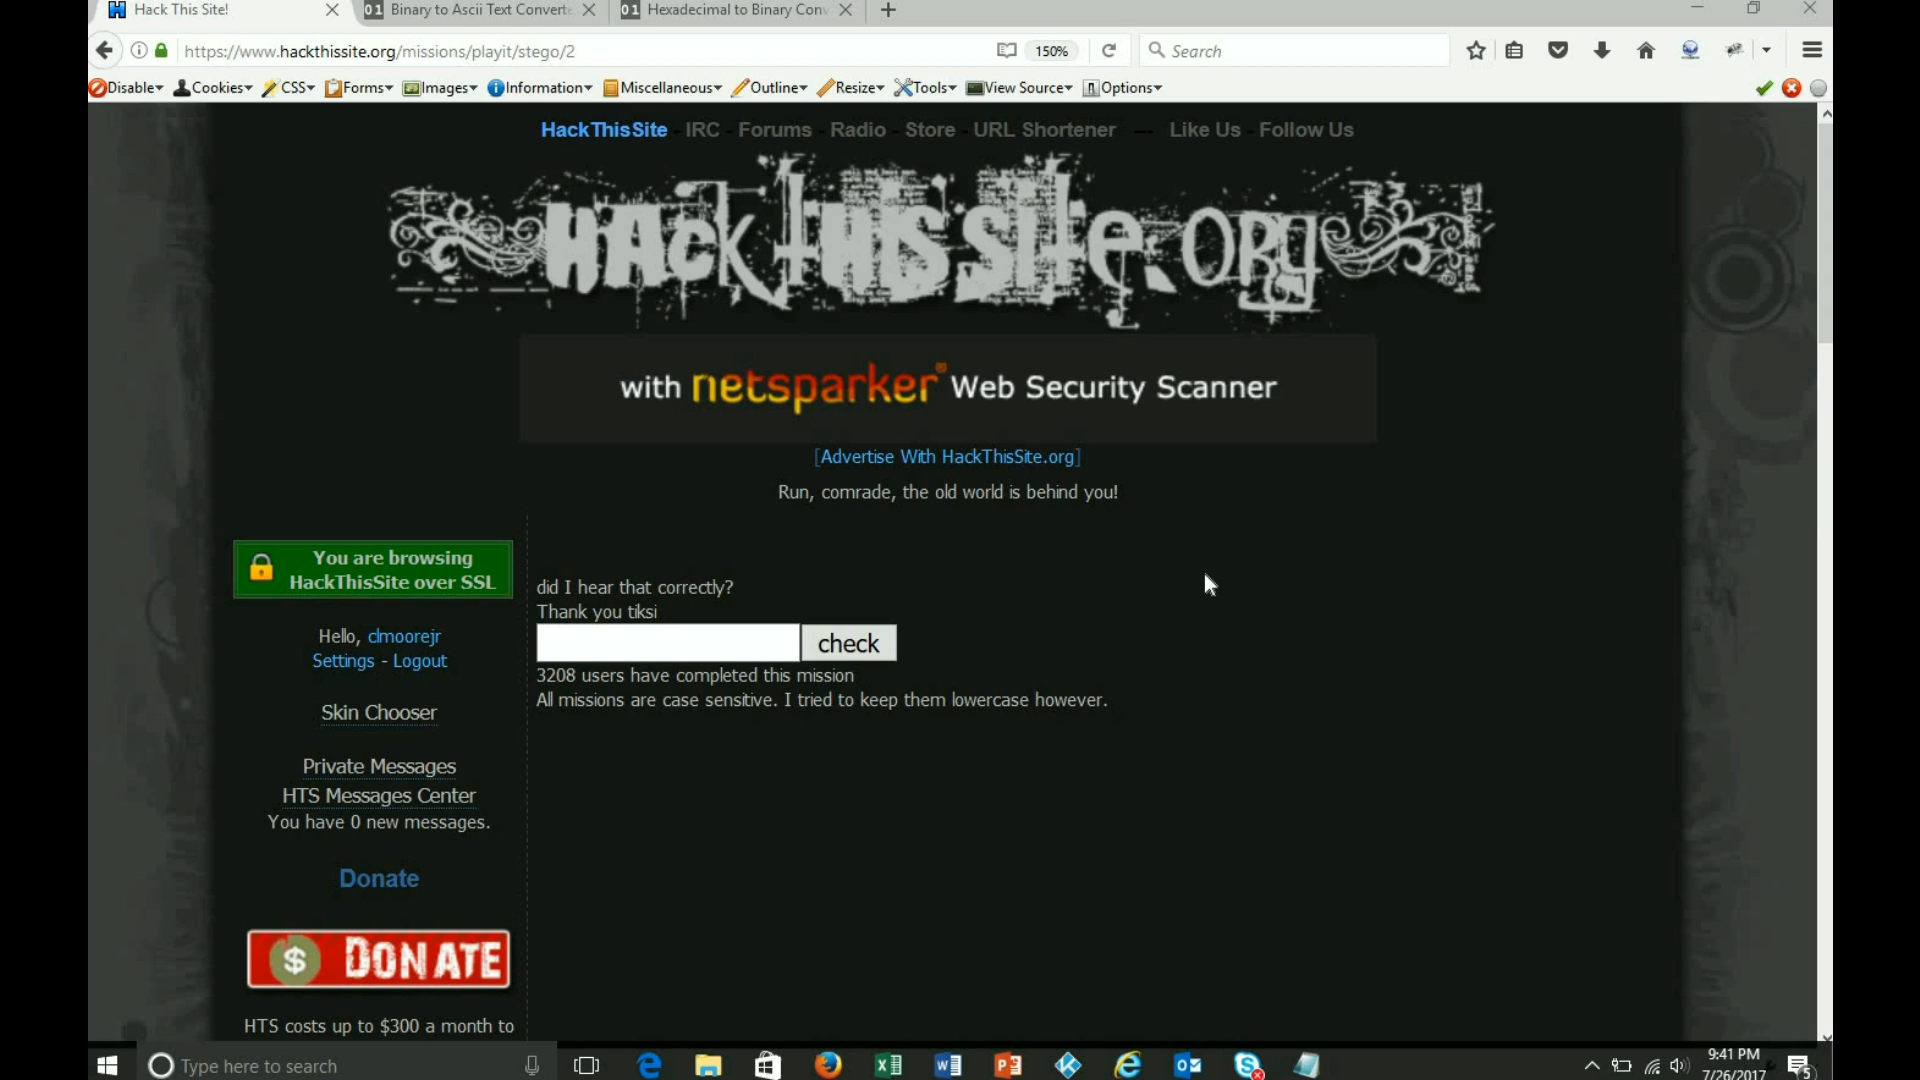 Hack This Site!
01 Binary to Ascii Text Converte
01 Hexadecimal to Binary Conv
https://www.hackthissite.org/missions/playit/stego/2
150%
Search
Disable Cookies CSS Forms Images Information Miscellaneous Outline Resize Tools View Source Options
HackThisSite - IRC - Forums - Radio - Store - URL Shortener --- Like Us - Follow Us
HackThisSite.org
with netsparker® Web Security Scanner
[Advertise With HackThisSite.org]
Run, comrade, the old world is behind you!
You are browsing
HackThisSite over SSL
Hello, clmoorejr
Settings - Logout
Skin Chooser
Private Messages
HTS Messages Center
You have 0 new messages.
Donate
$ DONATE
HTS costs up to $300 a month to
did I hear that correctly?
Thank you tiksi
check
3208 users have completed this mission
All missions are case sensitive. I tried to keep them lowercase however.
Type here to search
9:41 PM
7/26/2017
5